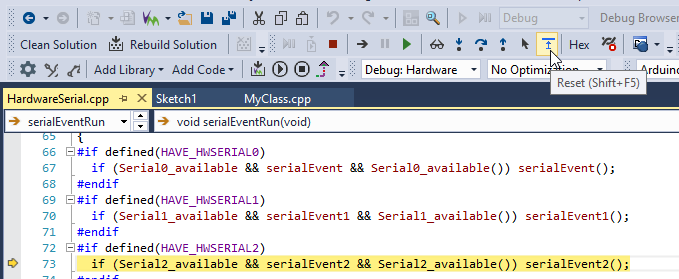 Debug
Debug Browser
Clean Solution
Rebuild Solution
Hex
Add Library
Add Code
Debug: Hardware
No Optimization
Arduino
Reset (Shift+F5)
HardwareSerial.cpp
Sketch1
MyClass.cpp
serialEventRun
void serialEventRun(void)
65 {
66 #if defined(HAVE_HWSERIAL0)
67 if (Serial0_available && serialEvent && Serial0_available()) serialEvent();
68 #endif
69 #if defined(HAVE_HWSERIAL1)
70 if (Serial1_available && serialEvent1 && Serial1_available()) serialEvent1();
71 #endif
72 #if defined(HAVE_HWSERIAL2)
73 if (Serial2_available && serialEvent2 && Serial2_available()) serialEvent2();
74 #endif